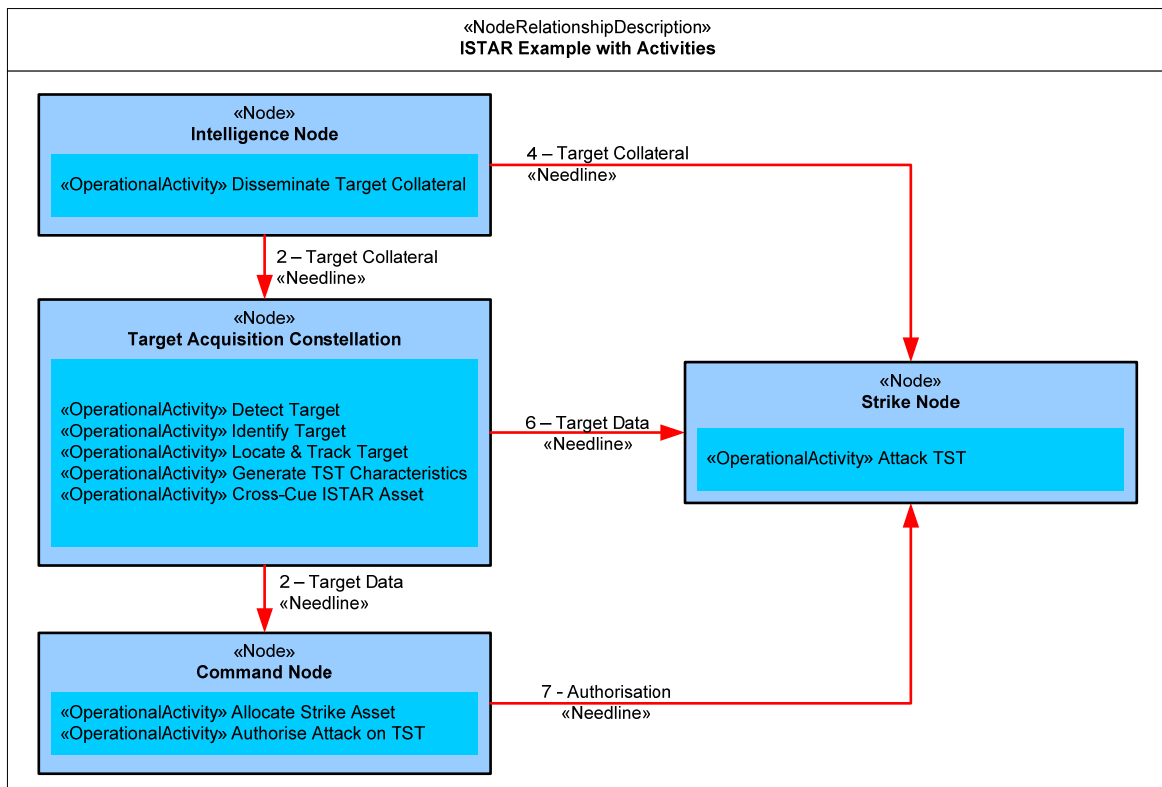 «NodeRelationshipDescription»
ISTAR Example with Activities
«Node»
Intelligence Node
«OperationalActivity» Disseminate Target Collateral
4 – Target Collateral
«Needline»
2 – Target Collateral
«Needline»
«Node»
Target Acquisition Constellation
«OperationalActivity» Detect Target
«OperationalActivity» Identify Target
«OperationalActivity» Locate & Track Target
«OperationalActivity» Generate TST Characteristics
«OperationalActivity» Cross-Cue ISTAR Asset
6 – Target Data
«Needline»
«Node»
Strike Node
«OperationalActivity» Attack TST
2 – Target Data
«Needline»
«Node»
Command Node
«OperationalActivity» Allocate Strike Asset
«OperationalActivity» Authorise Attack on TST
7 - Authorisation
«Needline»